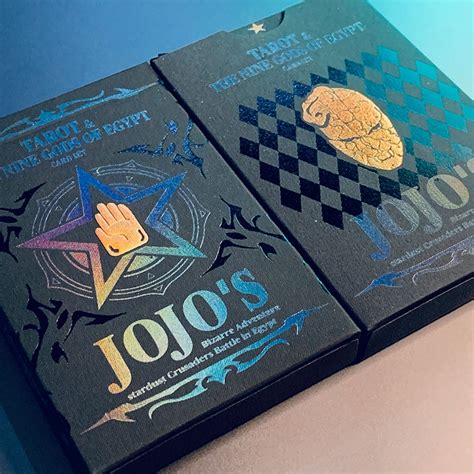 TAROT &
NINE GODS OF EGYPT
CARD SET
JOJO'S
Bizarre Adventure
stardust Crusaders Battle in Egypt
TAROT &
THE NINE GODS OF EGYPT
CARD SET
JOJO'S
Bizarre
stardust Crusaders Battle